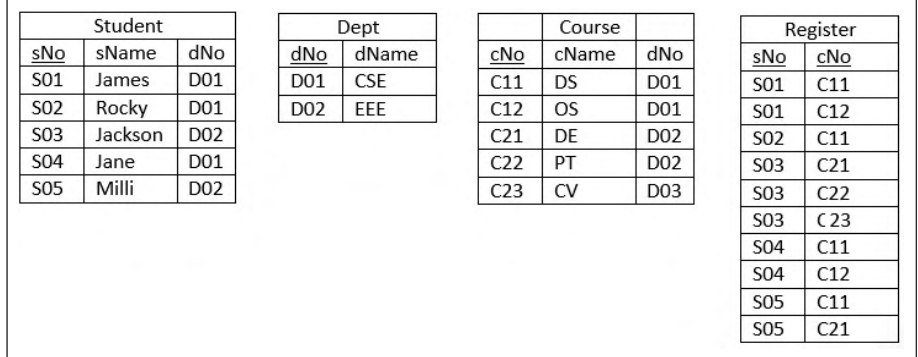 Student
sNo sName dNo
S01 James D01
S02 Rocky D01
S03 Jackson D02
S04 Jane D01
S05 Milli D02
Dept
dNo dName
D01 CSE
D02 EEE
Course
cNo cName dNo
C11 DS D01
C12 OS D01
C21 DE D02
C22 PT D02
C23 CV D03
Register
sNo cNo
S01 C11
S01 C12
S02 C11
S03 C21
S03 C22
S03 C23
S04 C11
S04 C12
S05 C11
S05 C21